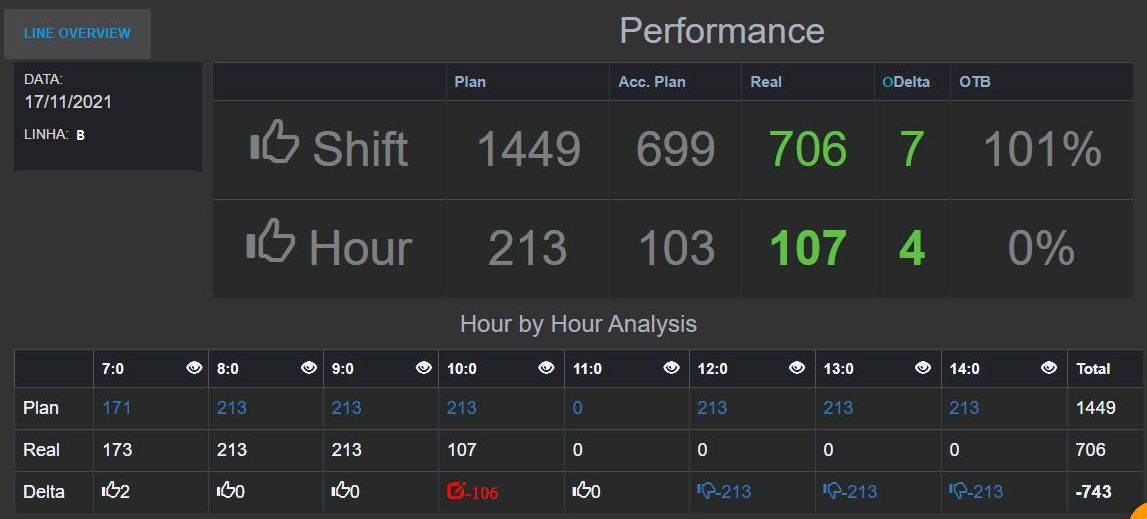 LINE OVERVIEW
Performance
DATA:
17/11/2021
LINHA: B
Plan Acc. Plan Real ODelta OTB
Shift 1449 699 706 7 101%
Hour 213 103 107 4 0%
Hour by Hour Analysis
7:0 8:0 9:0 10:0 11:0 12:0 13:0 14:0 Total
Plan 171 213 213 213 0 213 213 213 1449
Real 173 213 213 107 0 0 0 0 706
Delta 2 0 0 -106 0 -213 -213 -213 -743